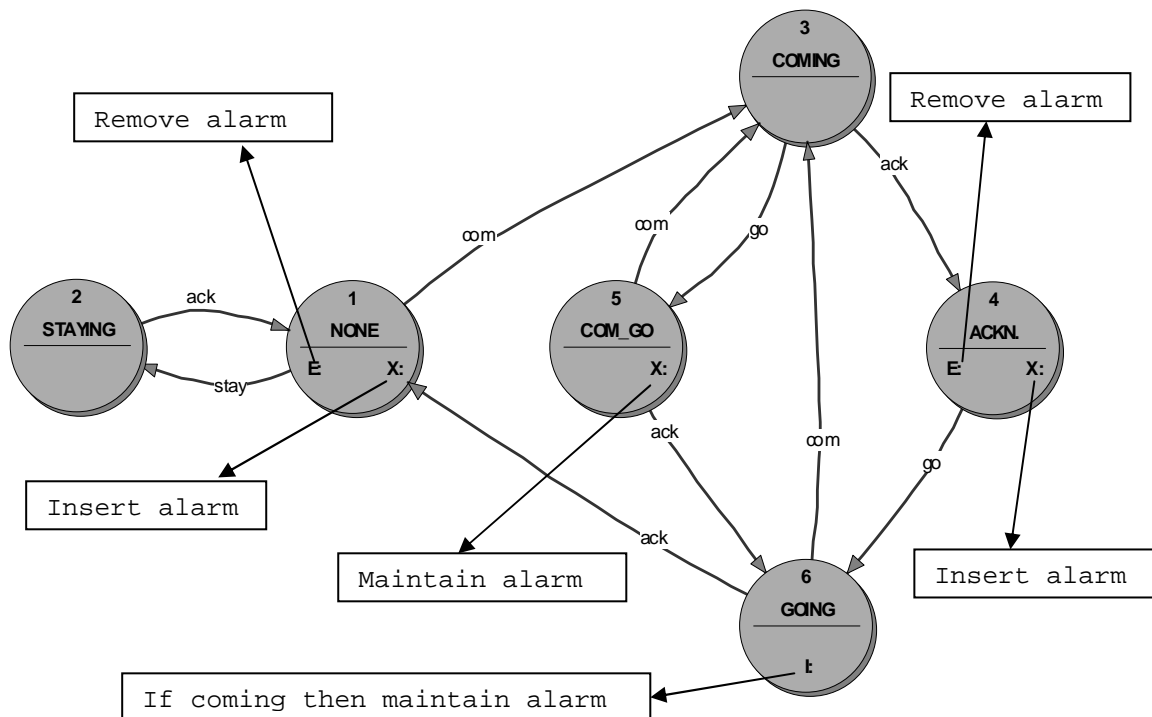 3
COMING
Remove alarm
Remove alarm
ack
com
com
go
2
STAYING
ack
1
NONE
E:
X:
stay
5
COM_GO
X:
4
ACKN.
E:
X:
ack
com
go
Insert alarm
ack
Maintain alarm
6
GOING
I:
Insert alarm
If coming then maintain alarm